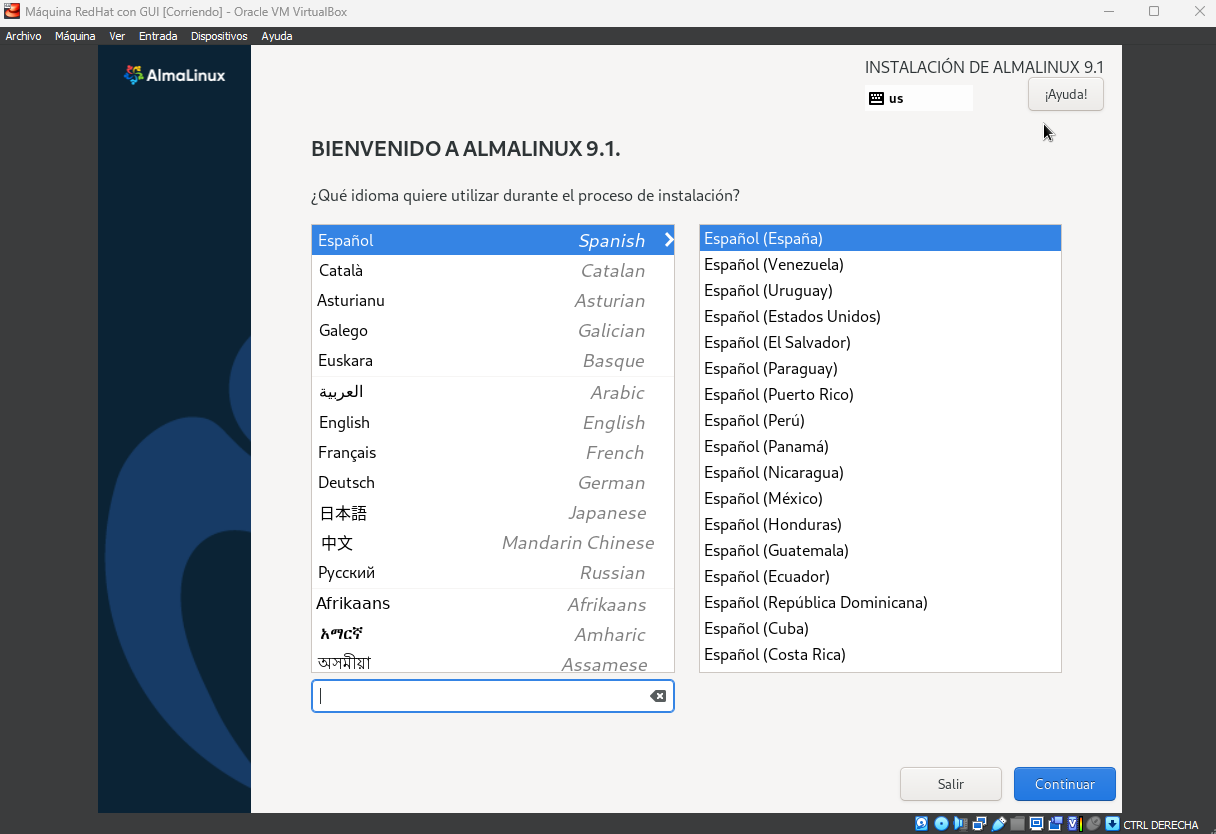 Máquina RedHat con GUI [Corriendo] - Oracle VM VirtualBox
Archivo Máquina Ver Entrada Dispositivos Ayuda
AlmaLinux
INSTALACIÓN DE ALMALINUX 9.1
us
¡Ayuda!
BIENVENIDO A ALMALINUX 9.1.
¿Qué idioma quiere utilizar durante el proceso de instalación?
Español Spanish
Català Catalan
Asturianu Asturian
Galego Galician
Euskara Basque
العربية Arabic
English English
Français French
Deutsch German
日本語 Japanese
中文 Mandarin Chinese
Русский Russian
Afrikaans Afrikaans
አማርኛ Amharic
অসমীয়া Assamese
Español (España)
Español (Venezuela)
Español (Uruguay)
Español (Estados Unidos)
Español (El Salvador)
Español (Paraguay)
Español (Puerto Rico)
Español (Perú)
Español (Panamá)
Español (Nicaragua)
Español (México)
Español (Honduras)
Español (Guatemala)
Español (Ecuador)
Español (República Dominicana)
Español (Cuba)
Español (Costa Rica)
Salir
Continuar
CTRL DERECHA